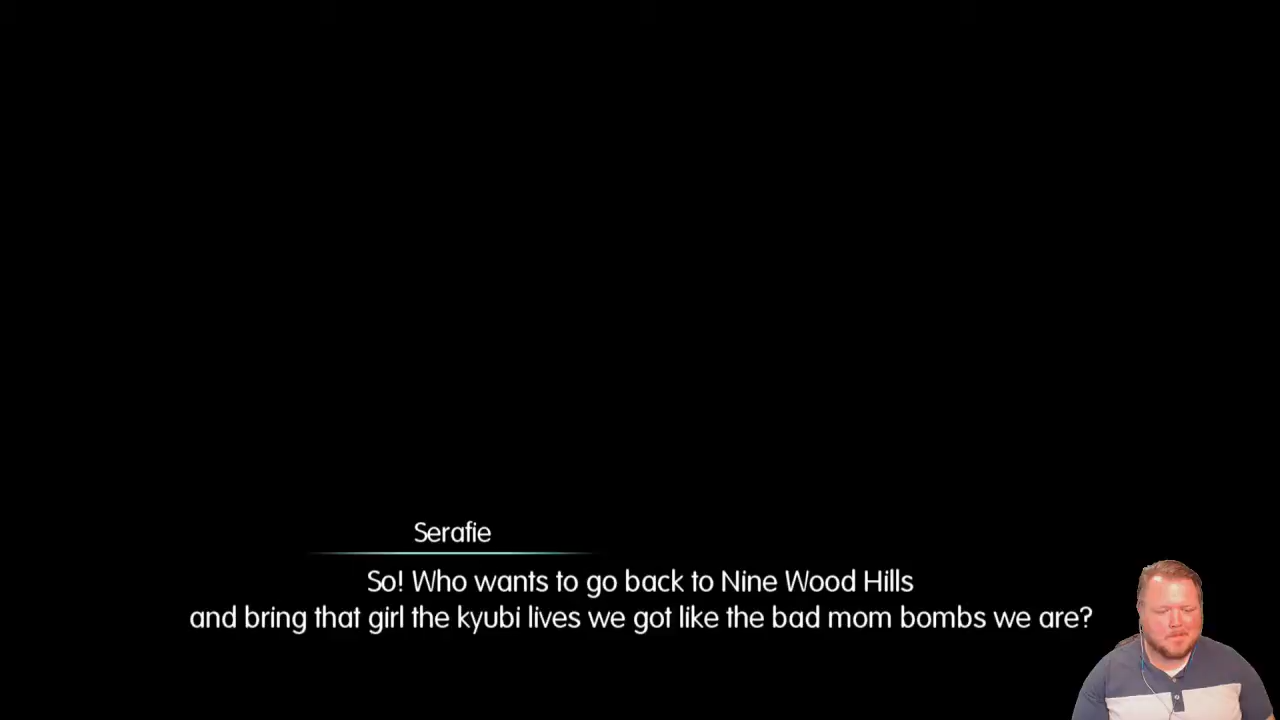 Serafie
So! Who wants to go back to Nine Wood Hills
and bring that girl the kyubi lives we got like the bad mom bombs we are?